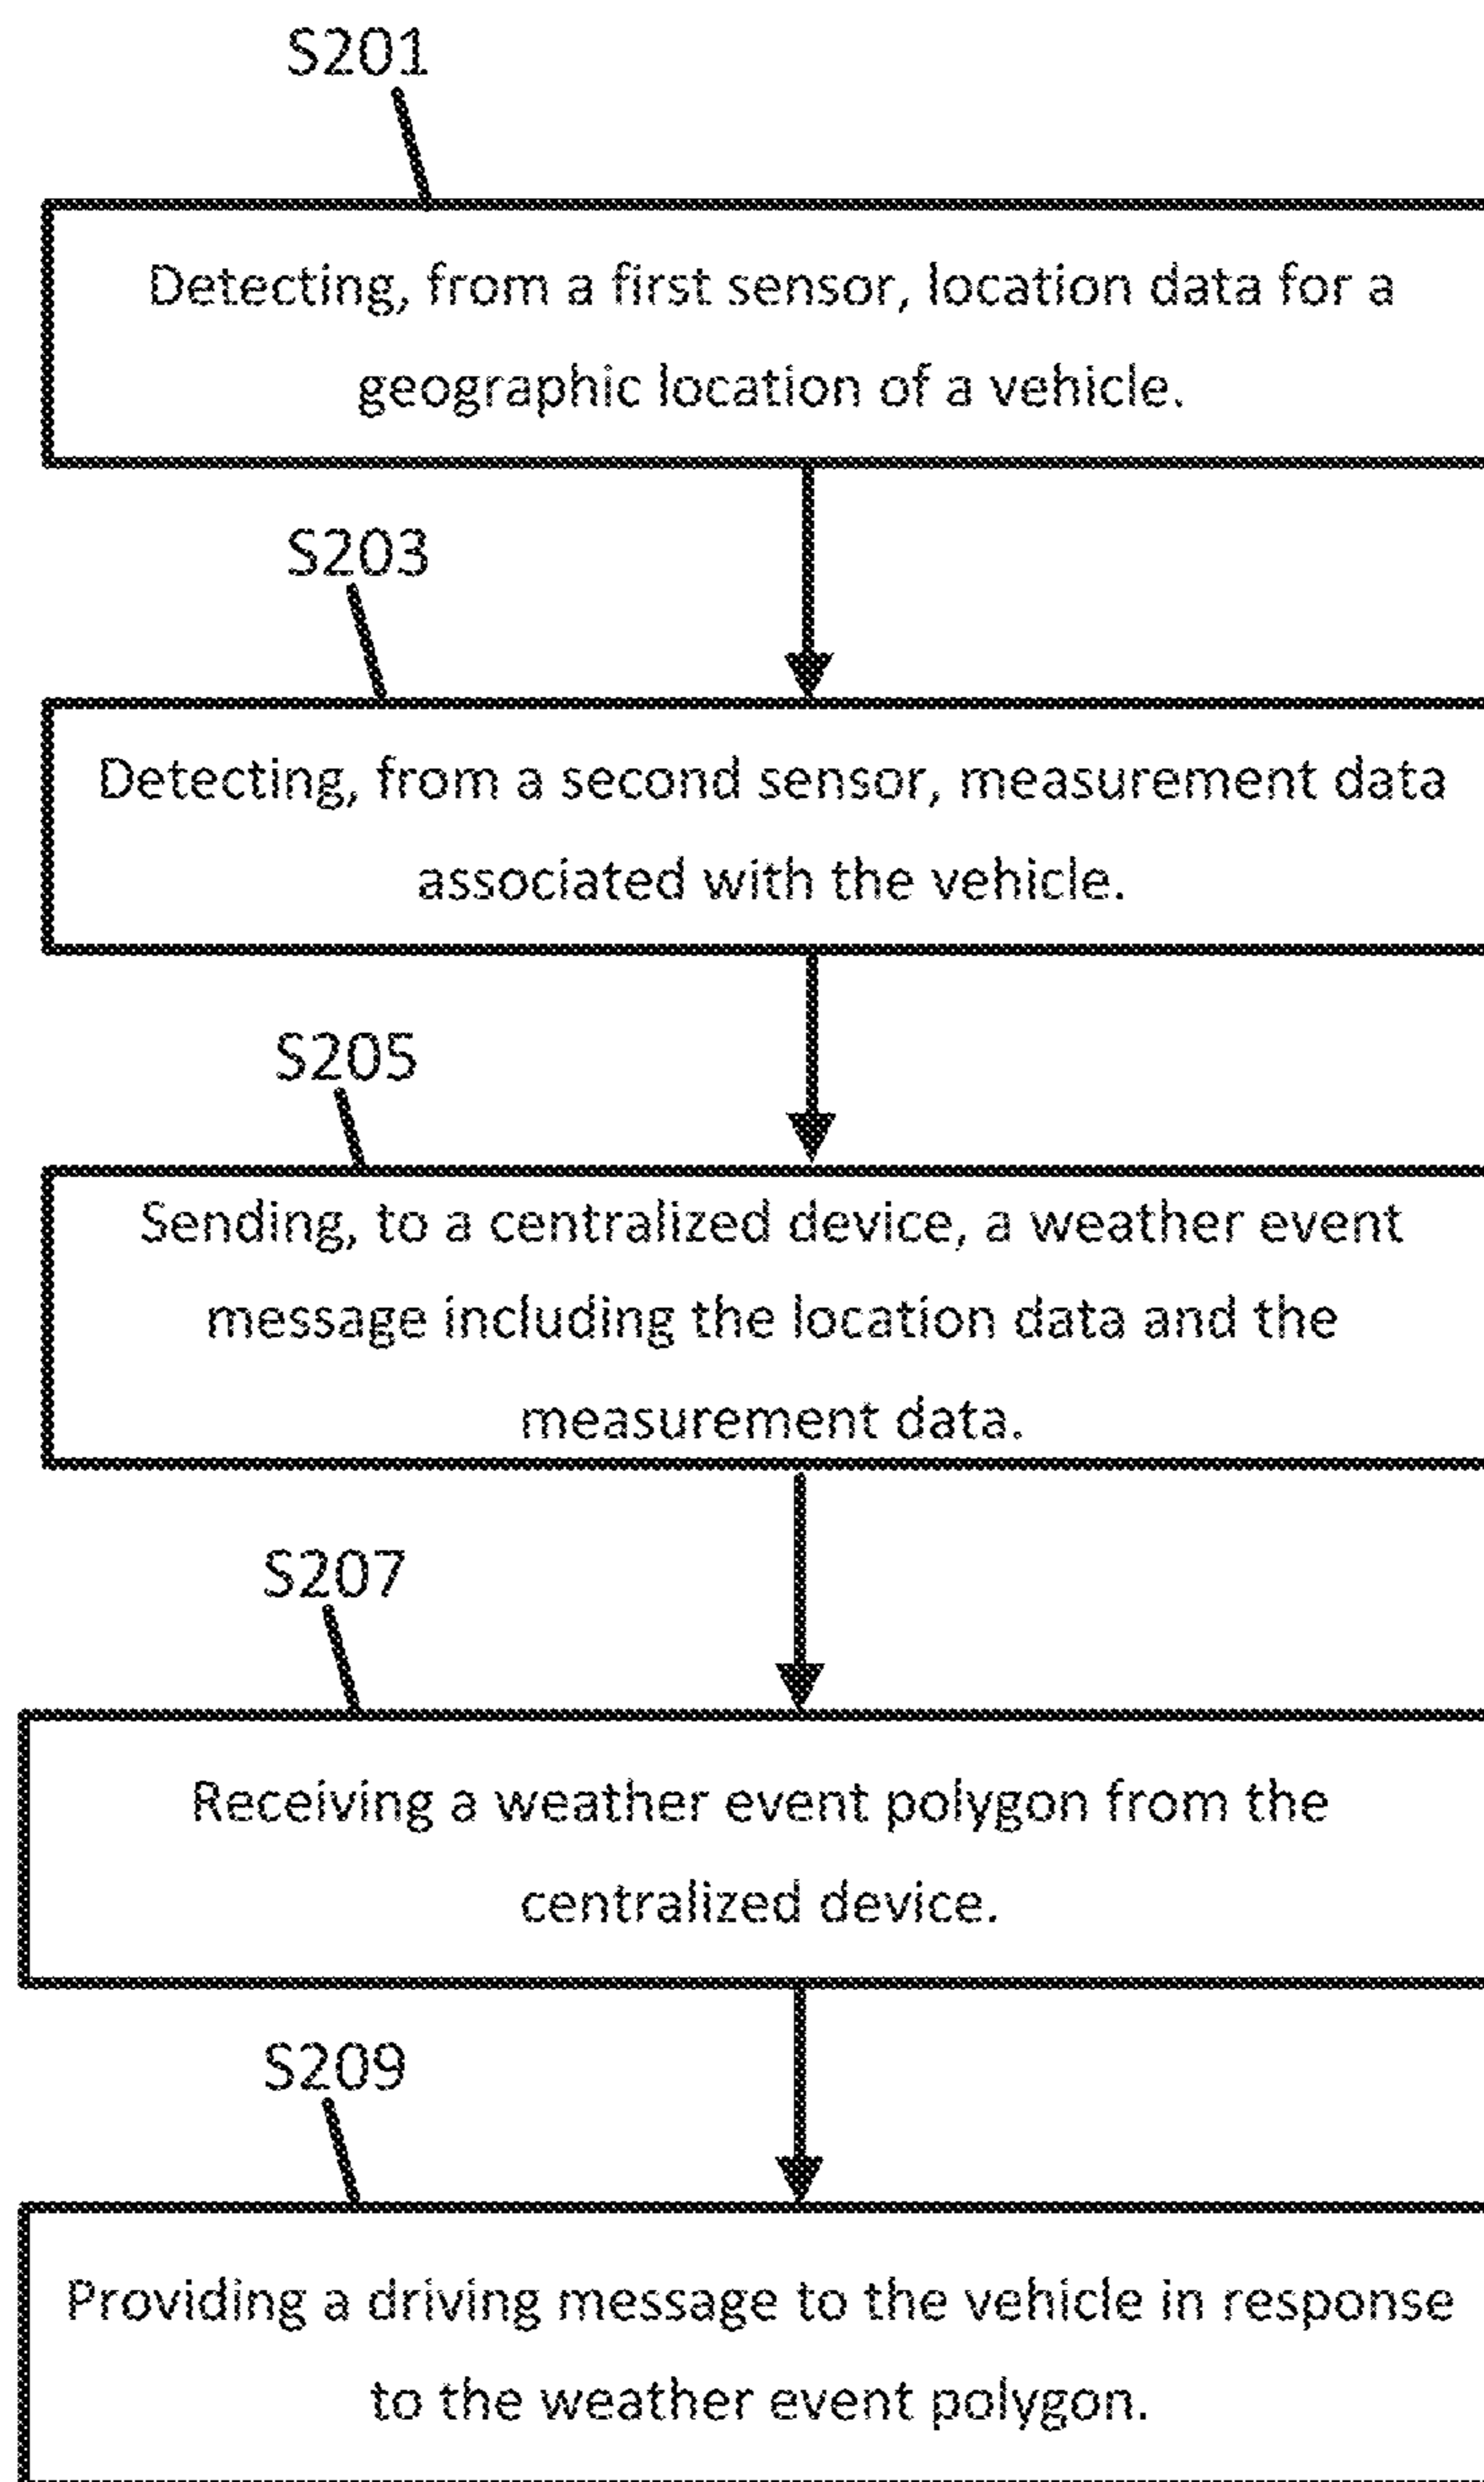 S201
Detecting, from a first sensor, location data for a
geographic location of a vehicle.
S203
Detecting, from a second sensor, measurement data
associated with the vehicle.
S205
Sending, to a centralized device, a weather event
message including the location data and the
measurement data.
S207
Receiving a weather event polygon from the
centralized device.
S209
Providing a driving message to the vehicle in response
to the weather event polygon.